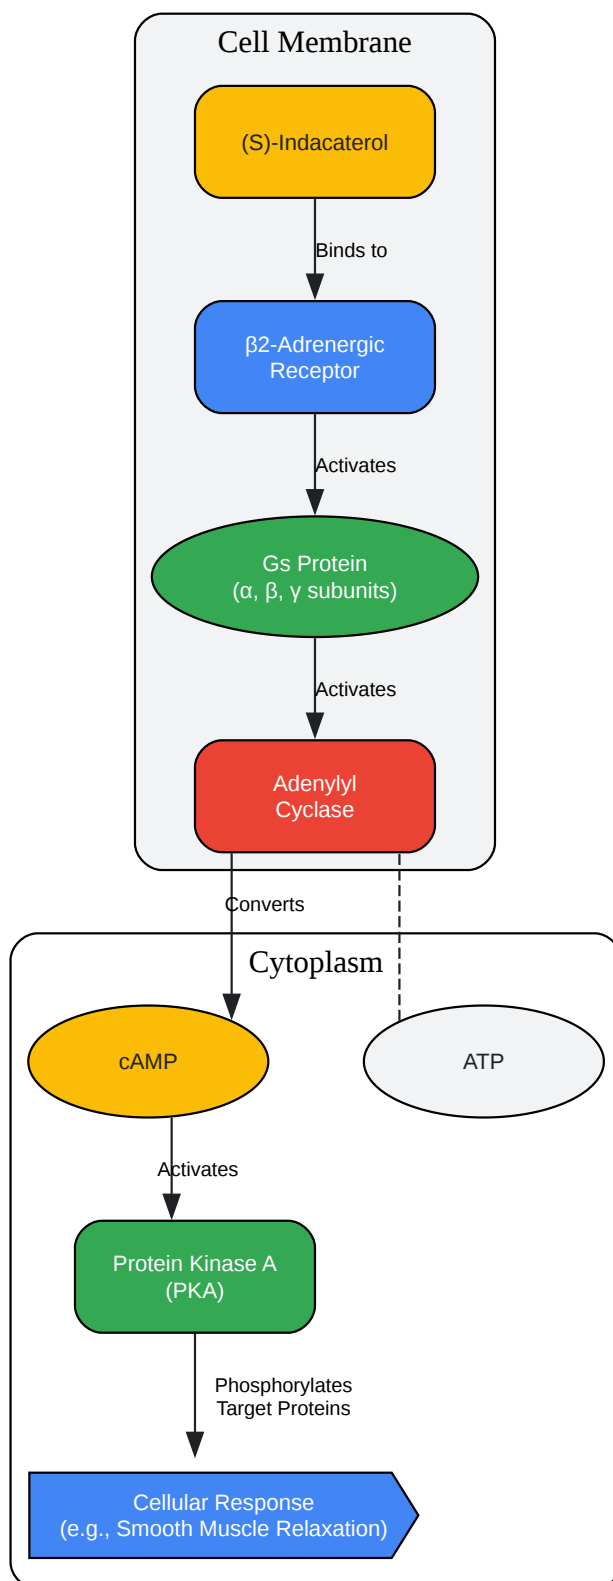 Cell Membrane
(S)-Indacaterol
Binds to
β2-Adrenergic
Receptor
Activates
Gs Protein
(α, β, γ subunits)
Activates
Adenylyl
Cyclase
Converts
Cytoplasm
cAMP
ATP
Activates
Protein Kinase A
(PKA)
Phosphorylates
Target Proteins
Cellular Response
(e.g., Smooth Muscle Relaxation)